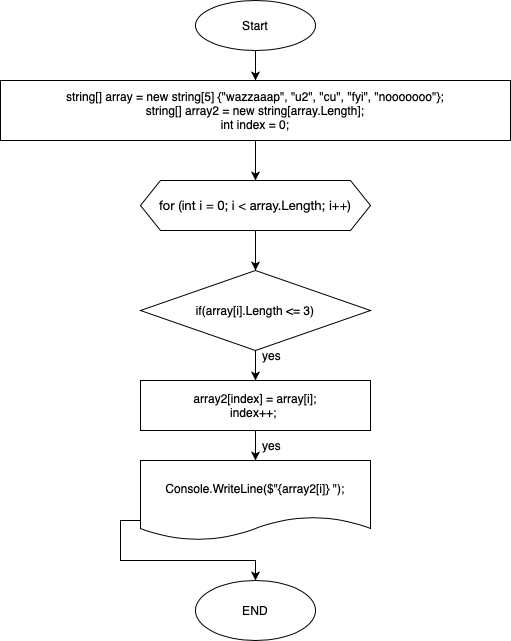 Start
string[] array = new string[5] {"wazzaaap", "u2", "cu", "fyi", "nooooooo"};
string[] array2 = new string[array.Length];
int index = 0;
for (int i = 0; i < array.Length; i++)
if(array[i].Length <= 3)
yes
array2[index] = array[i];
index++;
yes
Console.WriteLine($"{array2[i]} ");
END